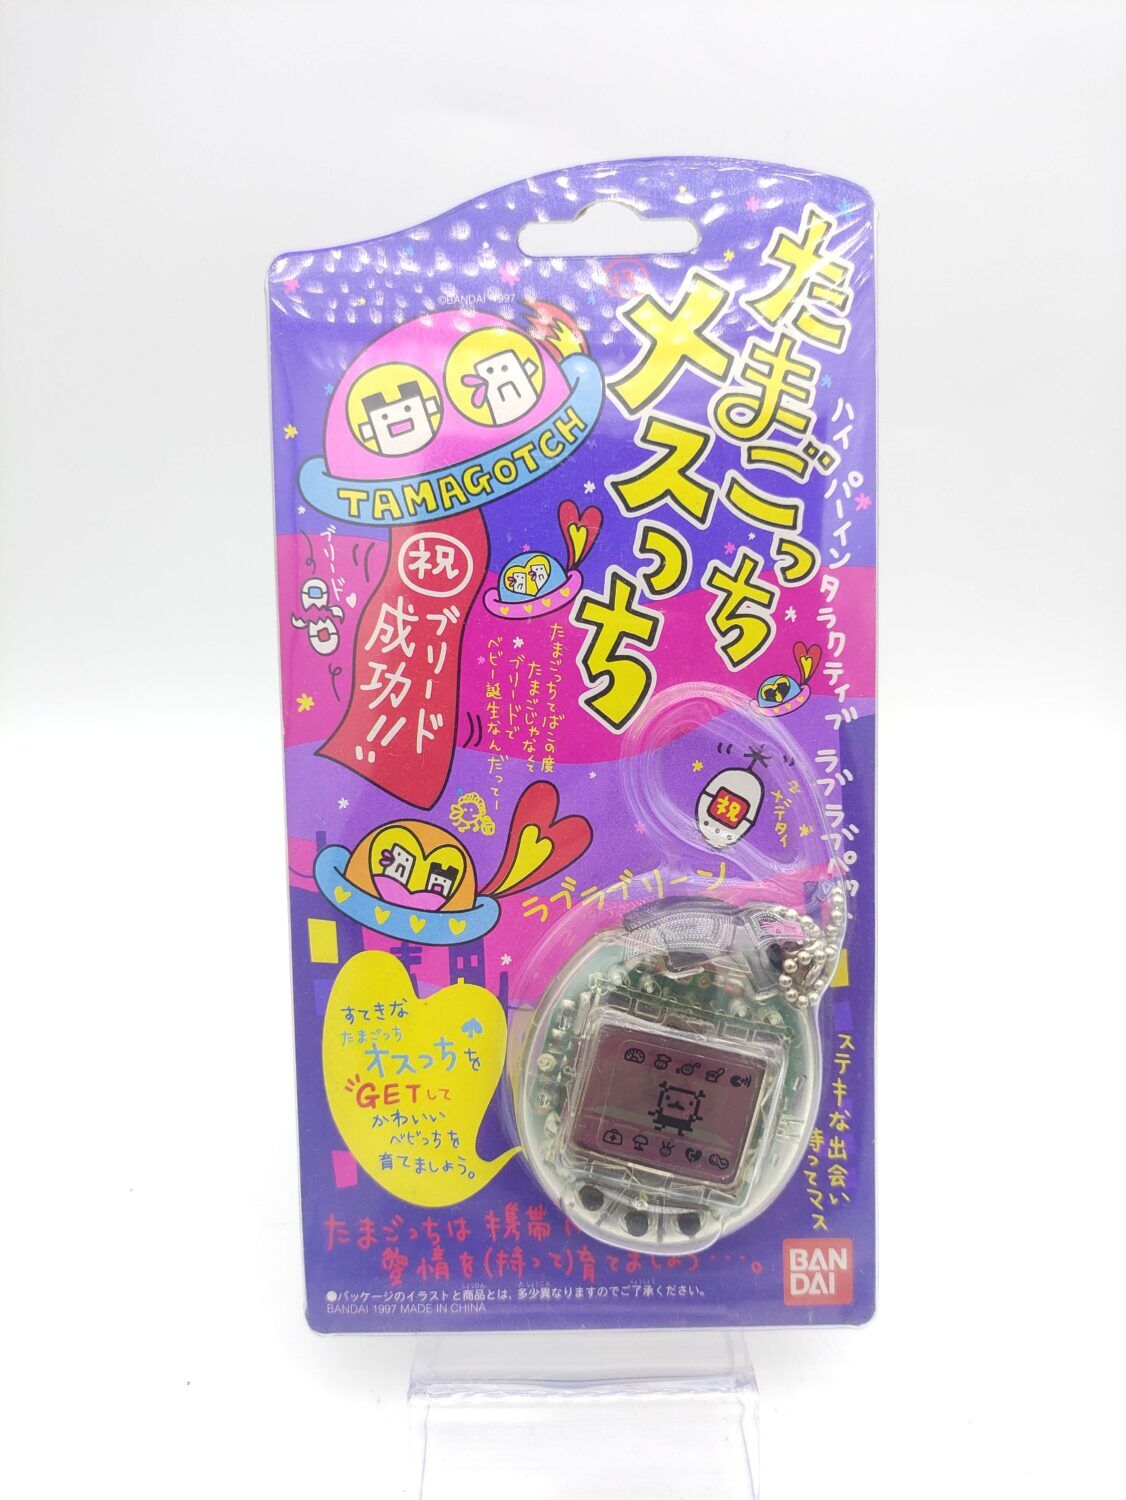 ©BANDAI 1997
たまごっち
メスっち
ハイパーインタラクティブ ラブラブペット
TAMAGOTCH
祝
ブリード
成功!!
ブリード
たまごっちてばこの度
たまごじゃなくて
ブリードで
ベビー誕生なんだってー
祝
メデタイ
ラブラブリーン
すてきな
たまごっち
オスっちを
GETして
かわいい
ベビっちを
育てましょう。
ステキな出会い
待ってマス
たまごっちは携帯
愛情を(持って)育てましょう・・・。
BAN
DAI
●パッケージのイラストと商品とは、多少異なりますのでご了承ください。
BANDAI 1997 MADE IN CHINA